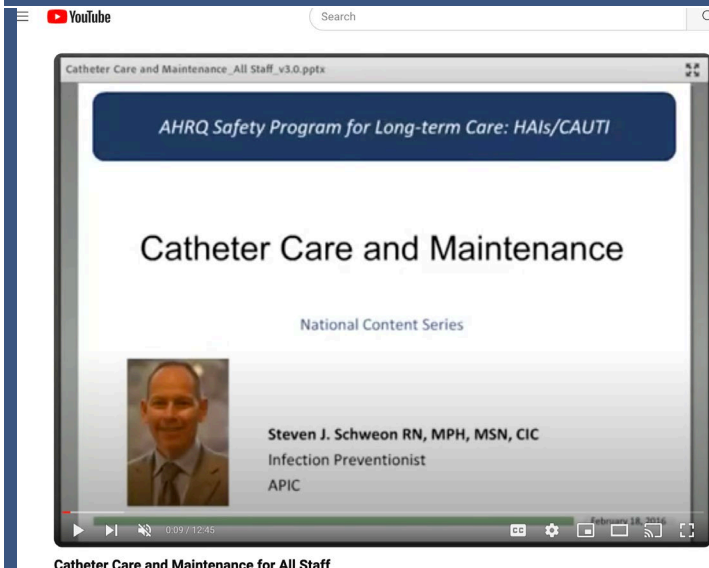 YouTube
Search
Catheter Care and Maintenance_All Staff_v3.0.pptx
AHRQ Safety Program for Long-term Care: HAIs/CAUTI
Catheter Care and Maintenance
National Content Series
Steven J. Schweon RN, MPH, MSN, CIC
Infection Preventionist
APIC
February 18, 2016
0:09 / 12:45
CC
Catheter Care and Maintenance for All Staff